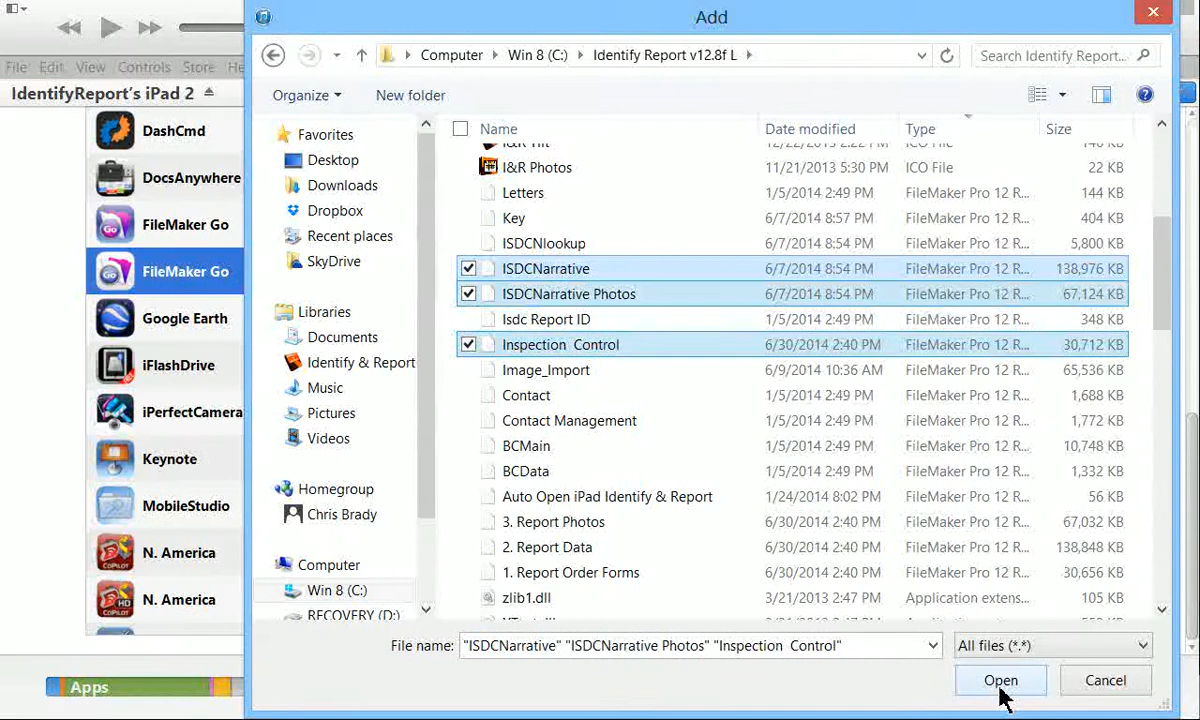 Add
File Edit View Controls Store He
IdentifyReport's iPad 2
DashCmd
DocsAnywhere
FileMaker Go
FileMaker Go
Google Earth
iFlashDrive
iPerfectCamera
Keynote
MobileStudio
N. America
N. America
Apps
Computer Win 8 (C:) Identify Report v12.8f L
Search Identify Report...
Organize New folder
Favorites
Desktop
Downloads
Dropbox
Recent places
SkyDrive
Libraries
Documents
Identify & Report
Music
Pictures
Videos
Homegroup
Chris Brady
Computer
Win 8 (C:)
RECOVERY (D:)
Name Date modified Type Size
I&R Photos 11/21/2013 5:30 PM ICO File 22 KB
Letters 1/5/2014 2:49 PM FileMaker Pro 12 R... 144 KB
Key 6/7/2014 8:57 PM FileMaker Pro 12 R... 404 KB
ISDCNlookup 6/7/2014 8:54 PM FileMaker Pro 12 R... 5,800 KB
ISDCNarrative 6/7/2014 8:54 PM FileMaker Pro 12 R... 138,976 KB
ISDCNarrative Photos 6/7/2014 8:54 PM FileMaker Pro 12 R... 67,124 KB
Isdc Report ID 1/5/2014 2:49 PM FileMaker Pro 12 R... 348 KB
Inspection  Control 6/30/2014 2:40 PM FileMaker Pro 12 R... 30,712 KB
Image_Import 6/9/2014 10:36 AM FileMaker Pro 12 R... 65,536 KB
Contact 1/5/2014 2:49 PM FileMaker Pro 12 R... 1,688 KB
Contact Management 1/5/2014 2:49 PM FileMaker Pro 12 R... 1,772 KB
BCMain 1/5/2014 2:49 PM FileMaker Pro 12 R... 10,748 KB
BCData 1/5/2014 2:49 PM FileMaker Pro 12 R... 1,332 KB
Auto Open iPad Identify & Report 1/24/2014 8:02 PM FileMaker Pro 12 R... 56 KB
3. Report Photos 6/30/2014 2:40 PM FileMaker Pro 12 R... 67,032 KB
2. Report Data 6/30/2014 2:40 PM FileMaker Pro 12 R... 138,848 KB
1. Report Order Forms 6/30/2014 2:40 PM FileMaker Pro 12 R... 30,656 KB
zlib1.dll 3/21/2013 2:47 PM Application extens... 105 KB
File name: "ISDCNarrative" "ISDCNarrative Photos" "Inspection  Control" All files (*.*)
Open Cancel